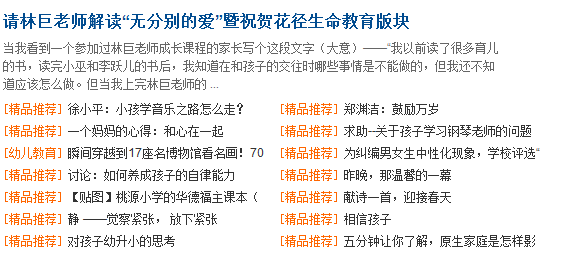 请林巨老师解读“无分别的爱”暨祝贺花径生命教育版块
当我看到一个参加过林巨老师成长课程的家长写个这段文字（大意）——“我以前读了很多育儿
的书，读完小巫和李跃儿的书后，我知道在和孩子的交往时哪些事情是不能做的，但我还不知
道应该怎么做。但当我上完林巨老师的 ...
[精品推荐] 徐小平：小孩学音乐之路怎么走？
[精品推荐] 郑渊洁：鼓励万岁
[精品推荐] 一个妈妈的心得：和心在一起
[精品推荐] 求助--关于孩子学习钢琴老师的问题
[幼儿教育] 瞬间穿越到17座名博物馆看名画！70
[精品推荐] 为纠编男女生中性化现象，学校评选“
[精品推荐] 讨论：如何养成孩子的自律能力
[精品推荐] 昨晚，那温馨的一幕
[精品推荐] 【贴图】桃源小学的华德福主课本（
[精品推荐] 献诗一首，迎接春天
[精品推荐] 静 ——觉察紧张， 放下紧张
[精品推荐] 相信孩子
[精品推荐] 对孩子幼升小的思考
[精品推荐] 五分钟让你了解，原生家庭是怎样影